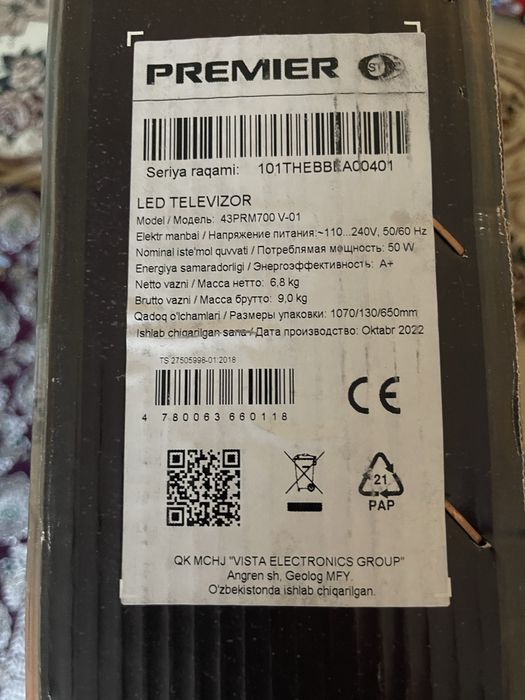 PREMIER ST
Seriya raqami: 101THEBBKA00401
LED TELEVIZOR
Model / Модель: 43PRM700 V-01
Elektr manbai / Напряжение питания:~110...240V, 50/60 Hz
Nominal iste'mol quvvati / Потреблямая мощность: 50 W
Energiya samaradorligi / Энергоэффективность: A+
Netto vazni / Масса нетто: 6,8 kg
Brutto vazni / Масса брутто: 9,0 kg
Qadoq o'lchamlari / Размеры упаковки: 1070/130/650mm
Ishlab chiqarilgan sana / Дата производство: Oktabr 2022
TS 27505998-01:2018
4 780063 660118
CE
21
PAP
QK MCHJ "VISTA ELECTRONICS GROUP"
Angren sh, Geolog MFY.
O'zbekistonda ishlab chiqarilgan.